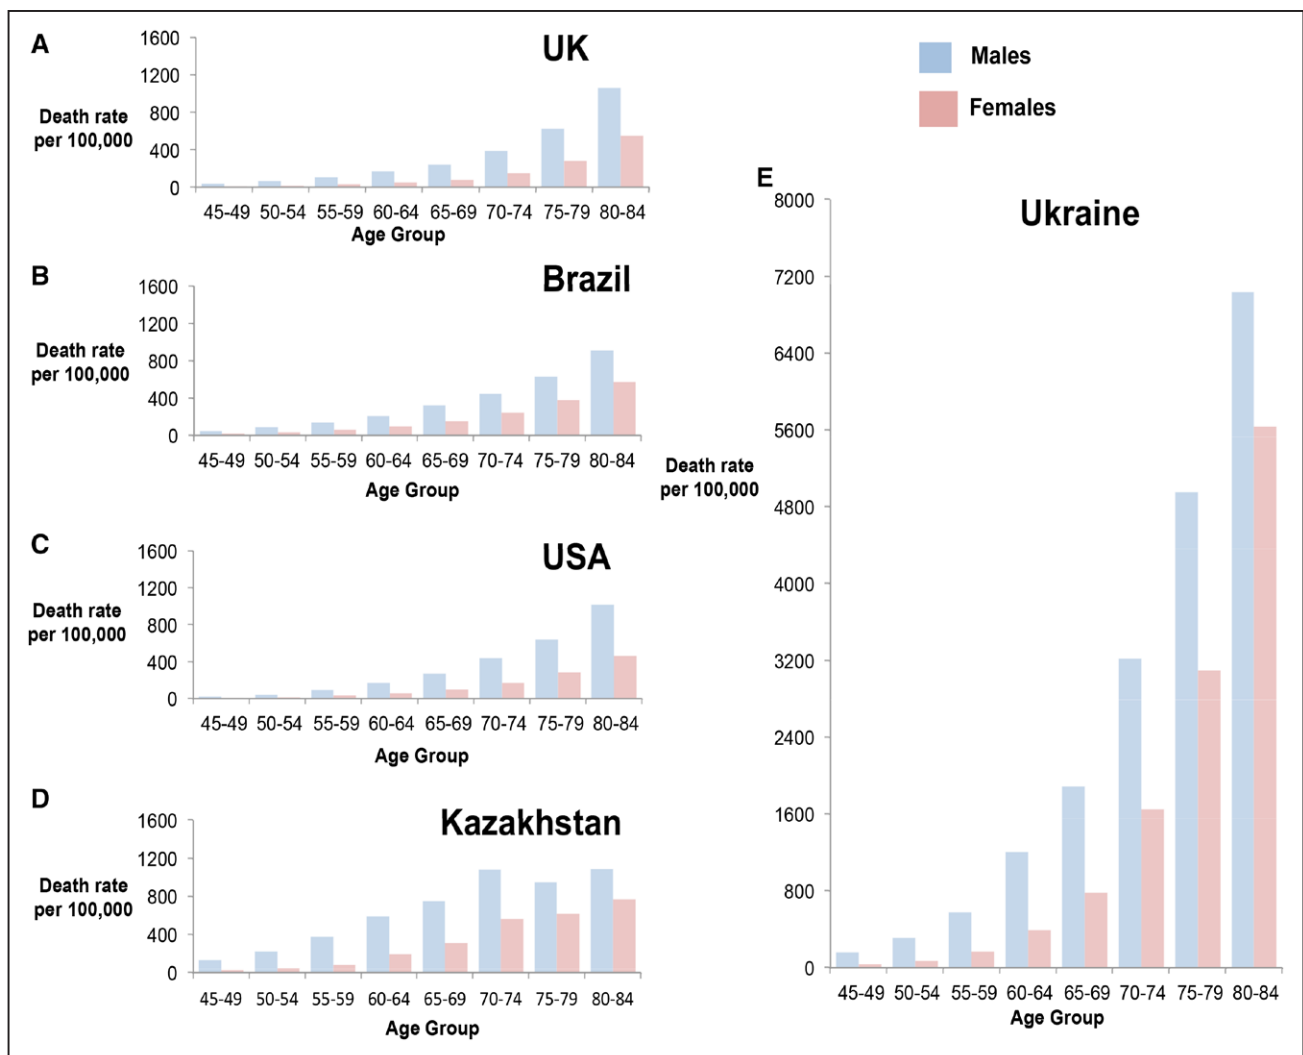 A
UK
Death rate
per 100,000
1600
1200
800
400
0
45-49 50-54 55-59 60-64 65-69 70-74 75-79 80-84
Age Group
B
Brazil
Death rate
per 100,000
1600
1200
800
400
0
45-49 50-54 55-59 60-64 65-69 70-74 75-79 80-84
Age Group
C
USA
Death rate
per 100,000
1600
1200
800
400
0
45-49 50-54 55-59 60-64 65-69 70-74 75-79 80-84
Age Group
D
Kazakhstan
Death rate
per 100,000
1600
1200
800
400
0
45-49 50-54 55-59 60-64 65-69 70-74 75-79 80-84
Age Group
Males
Females
E
Ukraine
Death rate
per 100,000
8000
7200
6400
5600
4800
4000
3200
2400
1600
800
0
45-49 50-54 55-59 60-64 65-69 70-74 75-79 80-84
Age Group